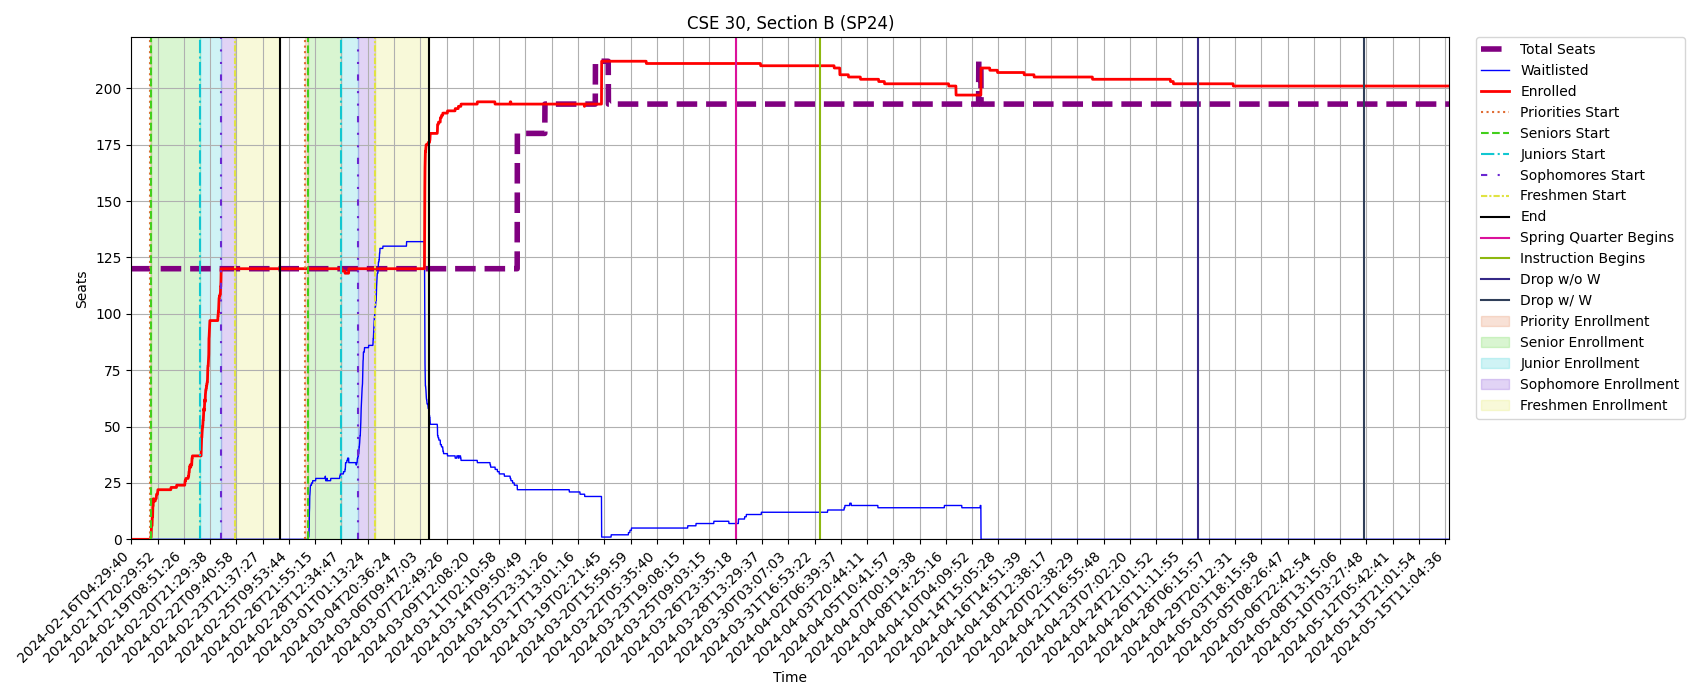 CSE 30, Section B (SP24)
Seats
200
175
150
125
100
75
50
25
0
2024-02-16T04:29:40
2024-02-17T20:29:52
2024-02-19T08:51:26
2024-02-20T21:29:38
2024-02-22T09:40:58
2024-02-23T21:37:27
2024-02-25T09:53:44
2024-02-26T21:55:15
2024-02-28T12:34:47
2024-03-01T01:13:24
2024-03-04T20:36:24
2024-03-06T09:47:03
2024-03-07T22:49:26
2024-03-09T12:08:20
2024-03-11T02:10:58
2024-03-14T09:50:49
2024-03-15T23:31:26
2024-03-17T13:01:16
2024-03-19T02:21:45
2024-03-20T15:59:59
2024-03-22T05:35:40
2024-03-23T19:08:15
2024-03-25T09:03:15
2024-03-26T23:35:18
2024-03-28T13:29:37
2024-03-30T03:07:03
2024-03-31T16:53:22
2024-04-02T06:39:37
2024-04-03T20:44:11
2024-04-05T10:41:57
2024-04-07T00:19:38
2024-04-08T14:25:16
2024-04-10T04:09:52
2024-04-14T15:05:28
2024-04-16T14:51:39
2024-04-18T12:38:17
2024-04-20T02:38:29
2024-04-21T16:55:48
2024-04-23T07:02:20
2024-04-24T21:01:52
2024-04-26T11:11:55
2024-04-28T06:15:57
2024-04-29T20:12:31
2024-05-03T18:15:58
2024-05-05T08:26:47
2024-05-06T22:42:54
2024-05-08T13:15:06
2024-05-10T03:27:48
2024-05-12T05:42:41
2024-05-13T21:01:54
2024-05-15T11:04:36
Time
Total Seats
Waitlisted
Enrolled
Priorities Start
Seniors Start
Juniors Start
Sophomores Start
Freshmen Start
End
Spring Quarter Begins
Instruction Begins
Drop w/o W
Drop w/ W
Priority Enrollment
Senior Enrollment
Junior Enrollment
Sophomore Enrollment
Freshmen Enrollment